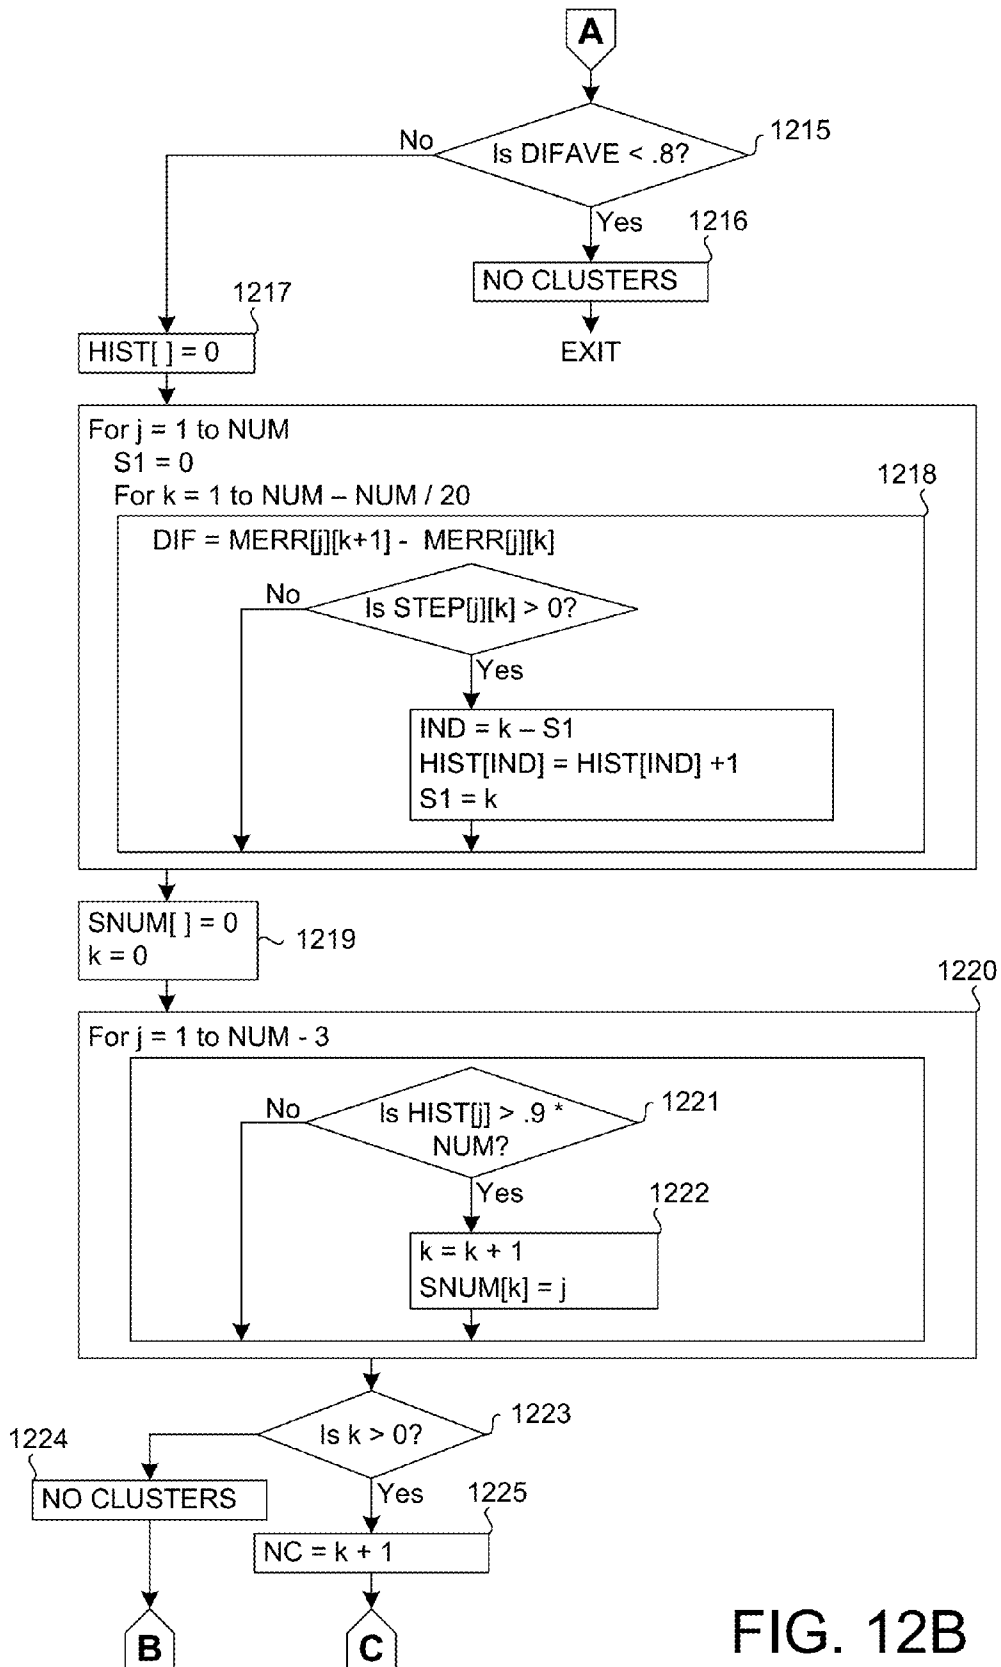 A
1215
No
Is DIFAVE < .8?
Yes
1216
NO CLUSTERS
1217
HIST[ ] = 0
EXIT
For j = 1 to NUM
S1 = 0
1218
For k = 1 to NUM – NUM / 20
DIF = MERR[j][k+1] - MERR[j][k]
No
Is STEP[j][k] > 0?
Yes
IND = k – S1
HIST[IND] = HIST[IND] +1
S1 = k
SNUM[ ] = 0
k = 0
1219
1220
For j = 1 to NUM - 3
No
Is HIST[j] > .9 *
NUM?
1221
Yes
1222
k = k + 1
SNUM[k] = j
1223
Is k > 0?
1224
NO CLUSTERS
Yes
1225
NC = k + 1
B
C
FIG. 12B